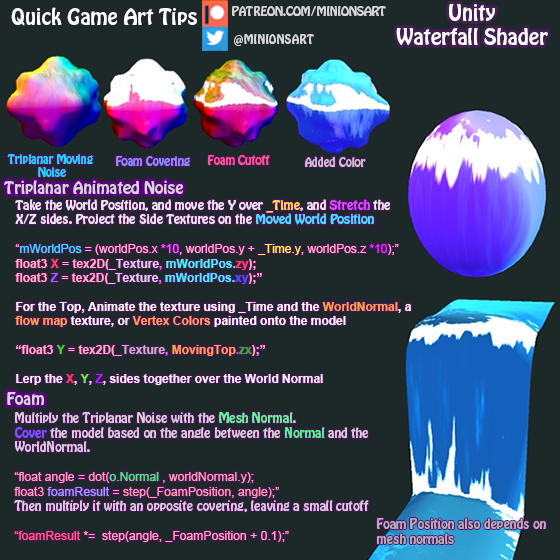 Quick Game Art Tips
PATREON.COM/MINIONSART
@MINIONSART
Unity
Waterfall Shader
Triplanar Moving
Noise
Foam Covering
Foam Cutoff
Added Color
Triplanar Animated Noise
Take the World Position, and move the Y over _Time, and Stretch the
X/Z sides. Project the Side Textures on the Moved World Position
“mWorldPos = (worldPos.x *10, worldPos.y + _Time.y, worldPos.z *10);”
float3 X = tex2D(_Texture, mWorldPos.zy);
float3 Z = tex2D(_Texture, mWorldPos.xy);”
For the Top, Animate the texture using _Time and the WorldNormal, a
flow map texture, or Vertex Colors painted onto the model
“float3 Y = tex2D(_Texture, MovingTop.zx);”
Lerp the X, Y, Z, sides together over the World Normal
Foam
Multiply the Triplanar Noise with the Mesh Normal.
Cover the model based on the angle between the Normal and the
WorldNormal.
“float angle = dot(o.Normal , worldNormal.y);
float3 foamResult = step(_FoamPosition, angle);”
Then multiply it with an opposite covering, leaving a small cutoff
“foamResult *= step(angle, _FoamPosition + 0.1);”
Foam Position also depends on
mesh normals